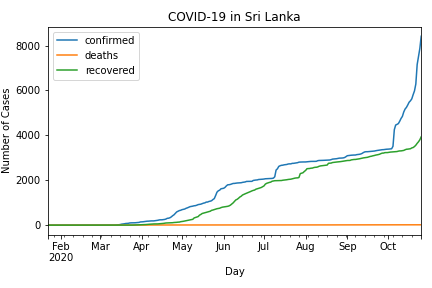 COVID-19 in Sri Lanka
confirmed
deaths
recovered
Number of Cases
8000
6000
4000
2000
0
Feb Mar Apr May Jun Jul Aug Sep Oct
2020
Day